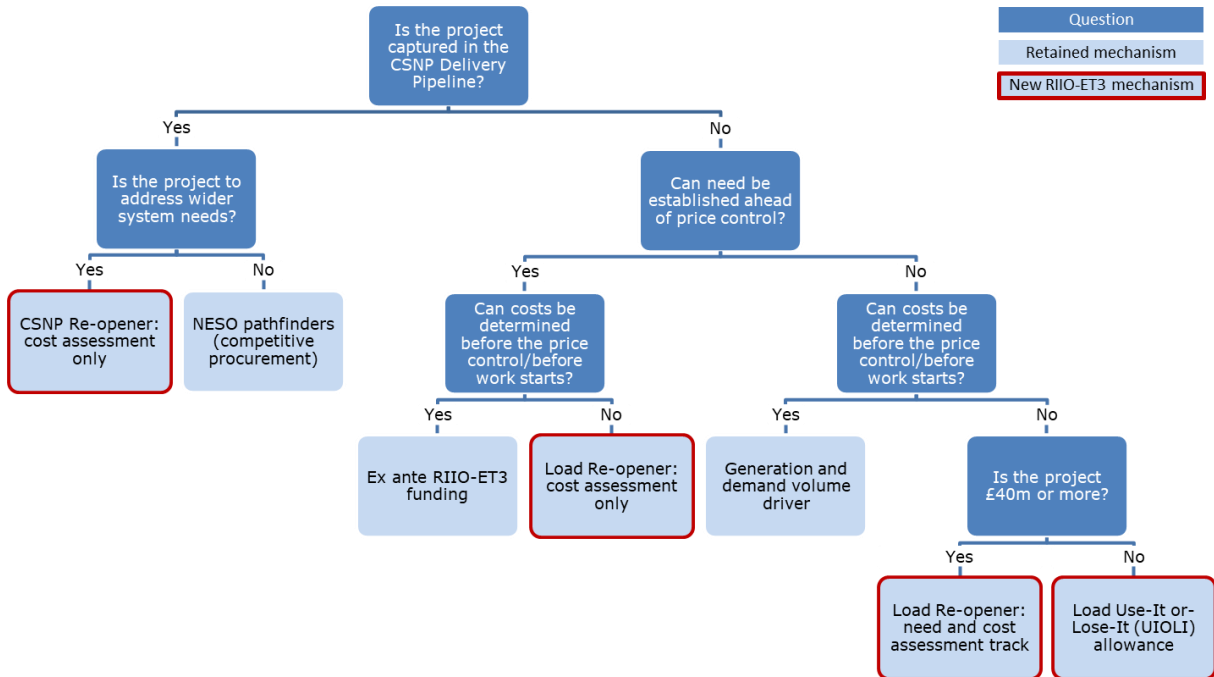 Is the project
captured in the
CSNP Delivery
Pipeline?
Question
Retained mechanism
New RIIO-ET3 mechanism
Yes
No
Is the project to
address wider
system needs?
Can need be
established ahead
of price control?
Yes
No
Yes
No
CSNP Re-opener:
cost assessment
only
NESO pathfinders
(competitive
procurement)
Can costs be
determined
before the price
control/before
work starts?
Can costs be
determined
before the price
control/before
work starts?
Yes
No
Yes
No
Ex ante RIIO-ET3
funding
Load Re-opener:
cost assessment
only
Generation and
demand volume
driver
Is the project
£40m or more?
Yes
No
Load Re-opener:
need and cost
assessment track
Load Use-It or-
Lose-It (UIOLI)
allowance